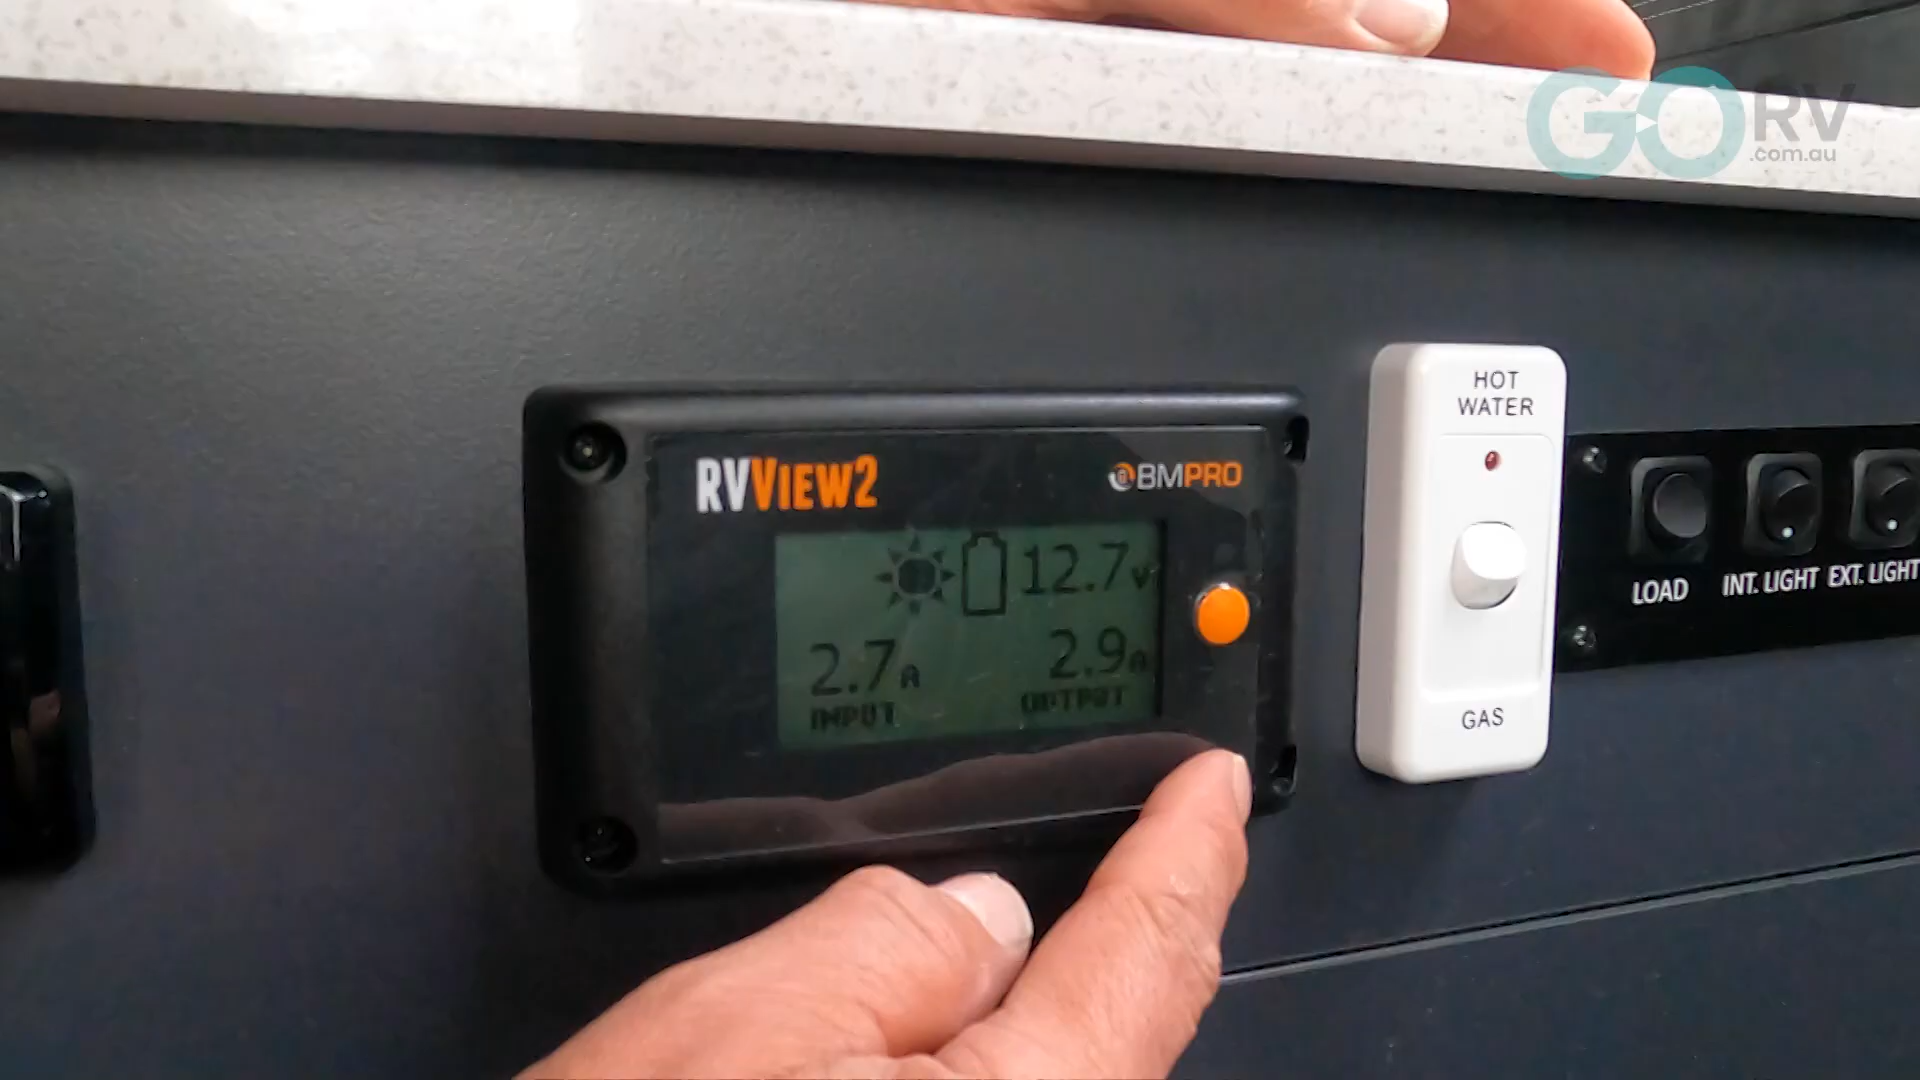 GORV
.com.au
RVVIEW2
BMPRO
12.7v
2.7A
2.9A
INPUT
OUTPUT
HOT
WATER
GAS
LOAD
INT. LIGHT
EXT. LIGHT